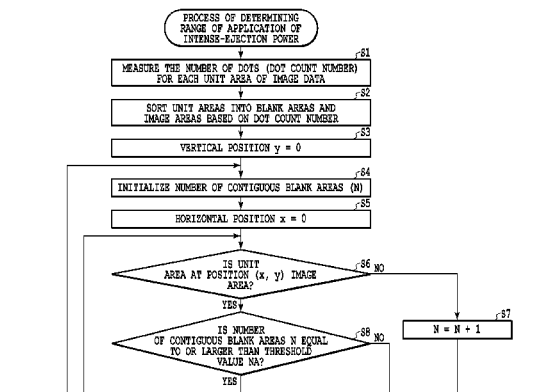 PROCESS OF DETERMINING
RANGE OF APPLICATION OF
INTENSE-EJECTION POWER
S1
MEASURE THE NUMBER OF DOTS (DOT COUNT NUMBER)
FOR EACH UNIT AREA OF IMAGE DATA
S2
SORT UNIT AREAS INTO BLANK AREAS AND
IMAGE AREAS BASED ON DOT COUNT NUMBER
S3
VERTICAL POSITION y = 0
S4
INITIALIZE NUMBER OF CONTIGUOUS BLANK AREAS (N)
S5
HORIZONTAL POSITION x = 0
S6
IS UNIT
AREA AT POSITION (x, y) IMAGE
AREA?
NO
YES
S7
N = N + 1
S8
IS NUMBER
OF CONTIGUOUS BLANK AREAS N EQUAL
TO OR LARGER THAN THRESHOLD
VALUE NA?
NO
YES